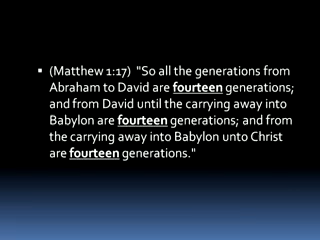 ▪ (Matthew 1:17)  "So all the generations from
Abraham to David are fourteen generations;
and from David until the carrying away into
Babylon are fourteen generations; and from
the carrying away into Babylon unto Christ
are fourteen generations."